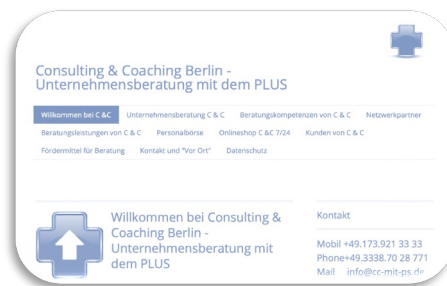 Consulting & Coaching Berlin -
Unternehmensberatung mit dem PLUS
Willkommen bei C &C Unternehmensberatung C & C Beratungskompetenzen von C & C Netzwerkpartner
Beratungsleistungen von C & C Personalbörse Onlineshop C &C 7/24 Kunden von C & C
Fördermittel für Beratung Kontakt und "Vor Ort" Datenschutz
Willkommen bei Consulting &
Coaching Berlin -
Unternehmensberatung mit
dem PLUS
Kontakt
Mobil +49.173.921 33 33
Phone+49.3338.70 28 771
Mail info@cc-mit-ps.de